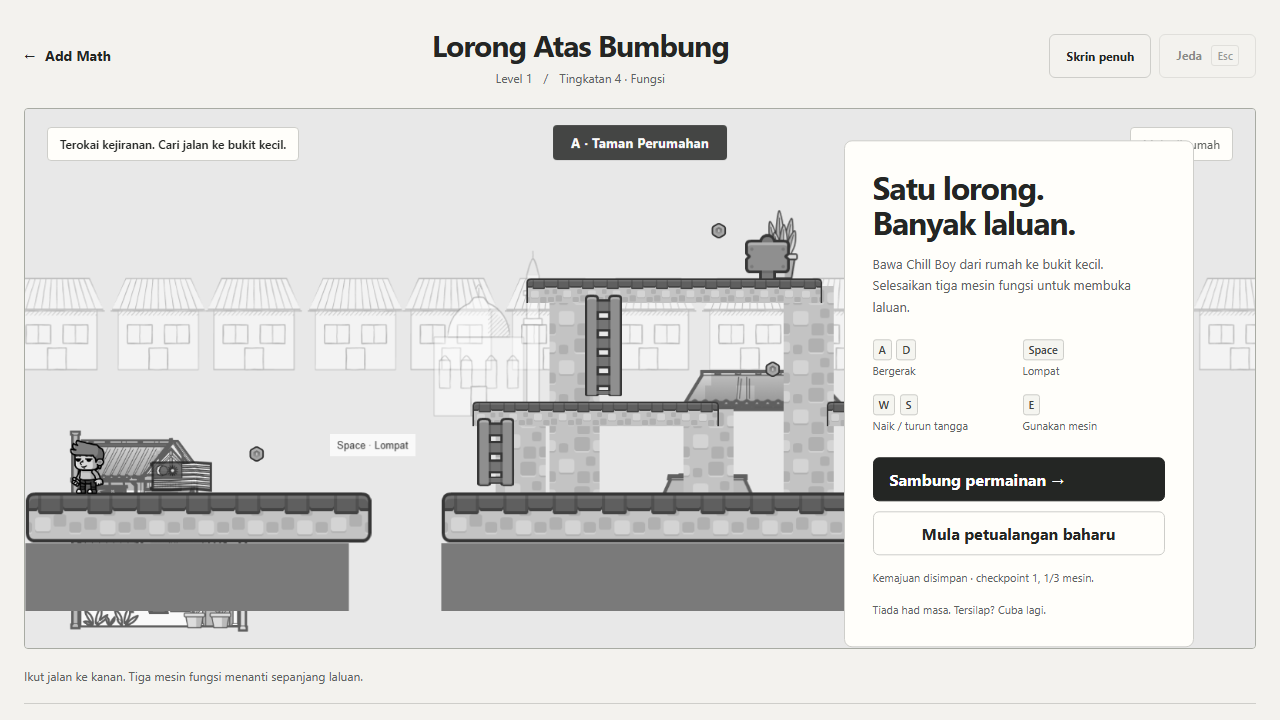 ← Add Math
Lorong Atas Bumbung
Level 1 / Tingkatan 4 · Fungsi
Skrin penuh
Jeda Esc
Terokai kejiranan. Cari jalan ke bukit kecil.
A · Taman Perumahan
Satu lorong.
Banyak laluan.
Bawa Chill Boy dari rumah ke bukit kecil.
Selesaikan tiga mesin fungsi untuk membuka
laluan.
A D
Bergerak
Space
Lompat
W S
Naik / turun tangga
E
Gunakan mesin
Space · Lompat
Sambung permainan →
Mula petualangan baharu
Kemajuan disimpan · checkpoint 1, 1/3 mesin.
Tiada had masa. Tersilap? Cuba lagi.
Ikut jalan ke kanan. Tiga mesin fungsi menanti sepanjang laluan.